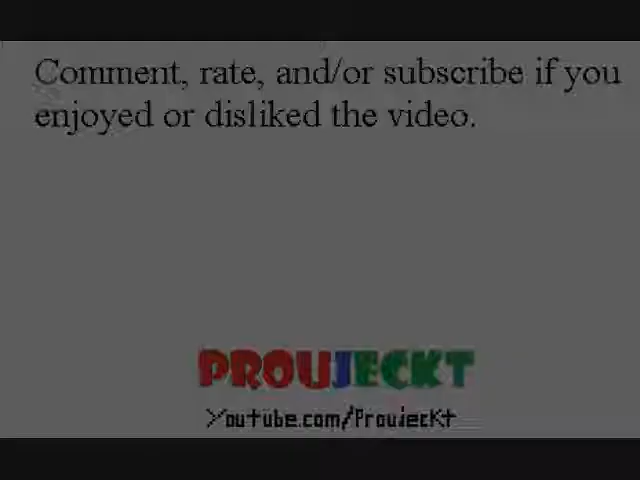 Comment, rate, and/or subscribe if you
enjoyed or disliked the video.
PROUJECKT
Youtube.com/ProujecKt